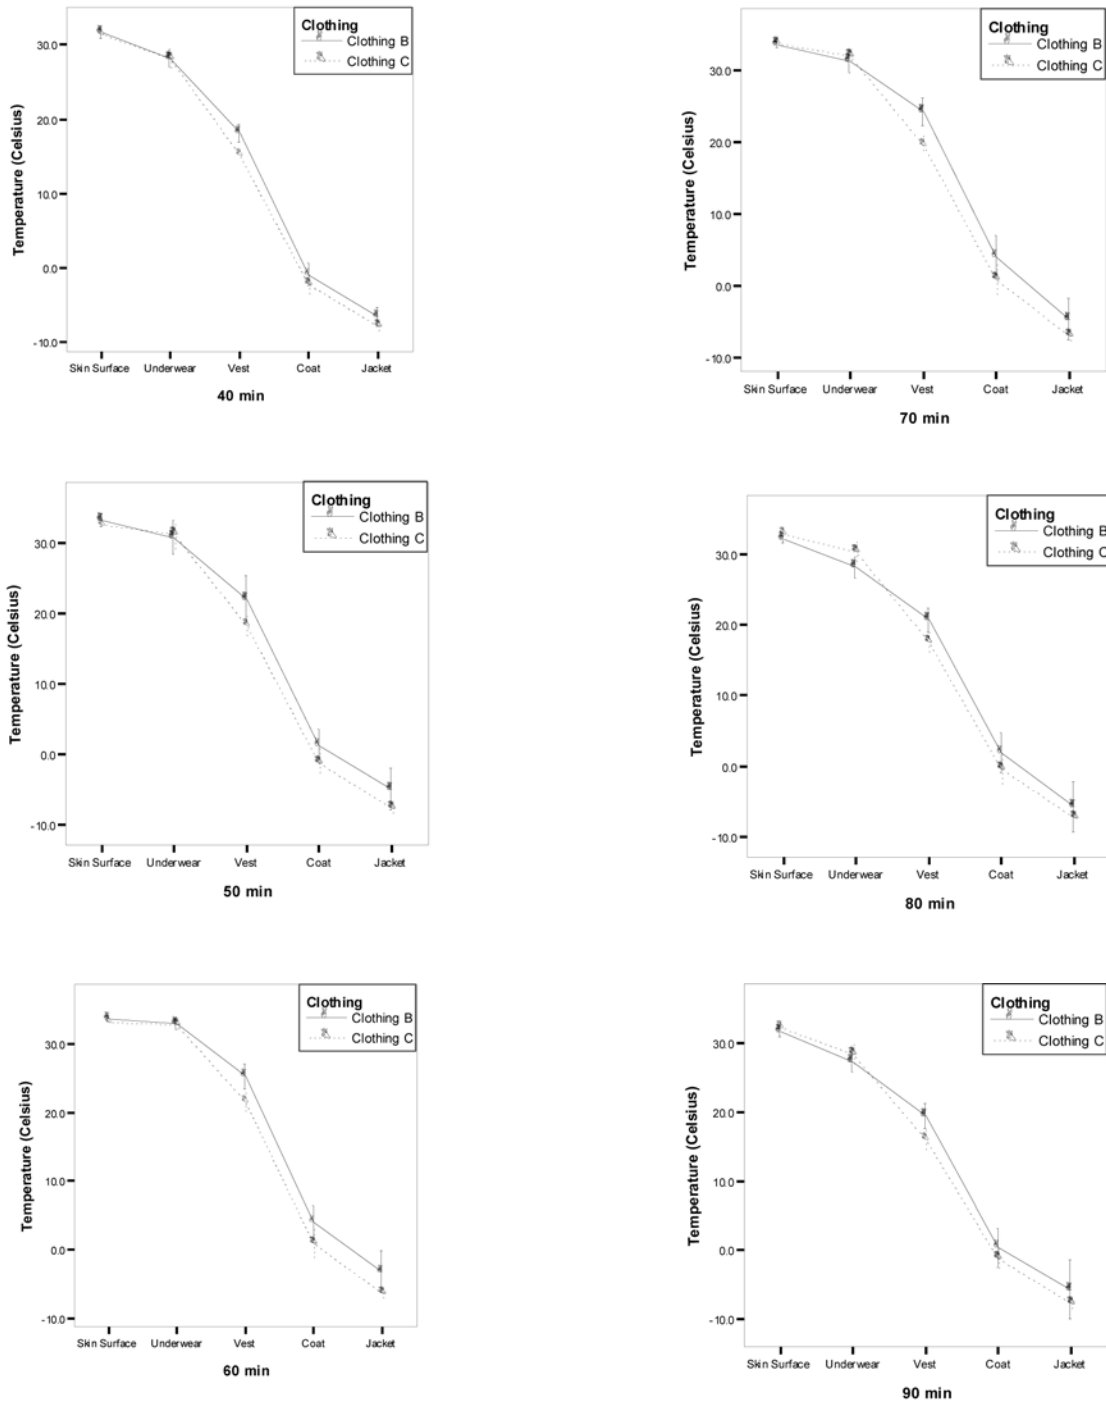 Clothing
Clothing B
Clothing C
Temperature (Celsius)
30.0
20.0
10.0
0.0
-10.0
Skin Surface Underwear Vest Coat Jacket
40 min
Clothing
Clothing B
Clothing C
Temperature (Celsius)
30.0
20.0
10.0
0.0
-10.0
Skin Surface Underwear Vest Coat Jacket
70 min
Clothing
Clothing B
Clothing C
Temperature (Celsius)
30.0
20.0
10.0
0.0
-10.0
Skin Surface Underwear Vest Coat Jacket
50 min
Clothing
Clothing B
Clothing C
Temperature (Celsius)
30.0
20.0
10.0
0.0
-10.0
Skin Surface Underwear Vest Coat Jacket
80 min
Clothing
Clothing B
Clothing C
Temperature (Celsius)
30.0
20.0
10.0
0.0
-10.0
Skin Surface Underwear Vest Coat Jacket
60 min
Clothing
Clothing B
Clothing C
Temperature (Celsius)
30.0
20.0
10.0
0.0
-10.0
Skin Surface Underwear Vest Coat Jacket
90 min